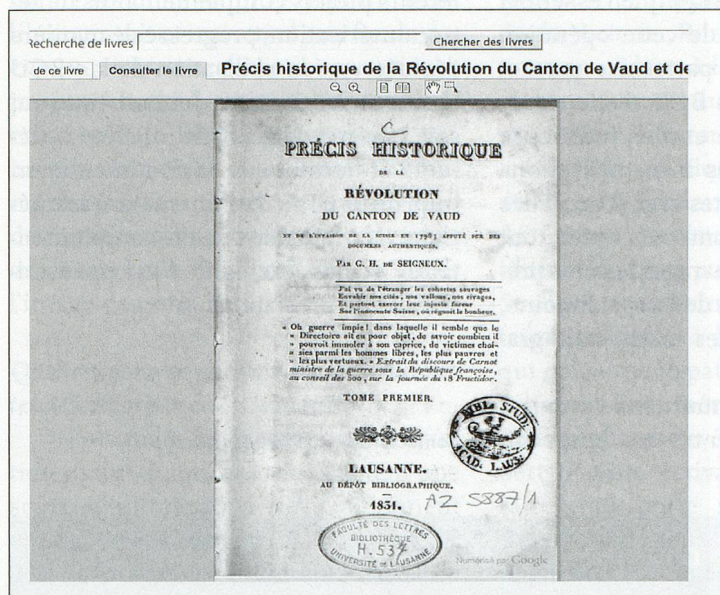 Recherche de livres
Chercher des livres
de ce livre
Consulter le livre
Précis historique de la Révolution du Canton de Vaud et de
C
PRÉCIS HISTORIQUE
DE LA
RÉVOLUTION
DU CANTON DE VAUD
ET DE L'INVASION DE LA SUISSE EN 1798; APPUYÉ SUR DES
DOCUMENS AUTHENTIQUES,
PAR G. H. DE SEIGNEUX.
J'ai vu de l'étranger les cohortes sauvages
Envahir nos cités, nos vallons, nos rivages,
Et partout exercer leur injuste fureur
Sur l'innocente Suisse, où régnoit le bonheur.
« Oh guerre impie! dans laquelle il semble que le
» Directoire ait eu pour objet, de savoir combien il
» pouvoit immoler à son caprice, de victimes choi-
» sies parmi les hommes libres, les plus pauvres et
» les plus vertueux. » Extrait du discours de Carnot
ministre de la guerre sous la République françoise,
au conseil des 500, sur la journée du 18 Fructidor.
TOME PREMIER.
BIBL. STUD.
ACAD. LAUS.
LAUSANNE.
AU DÉPÔT BIBLIOGRAPHIQUE.
1831.
AZ 5887/1
FACULTÉ DES LETTRES
BIBLIOTHÈQUE
H. 537
UNIVERSITÉ DE LAUSANNE
Numérisé par Google